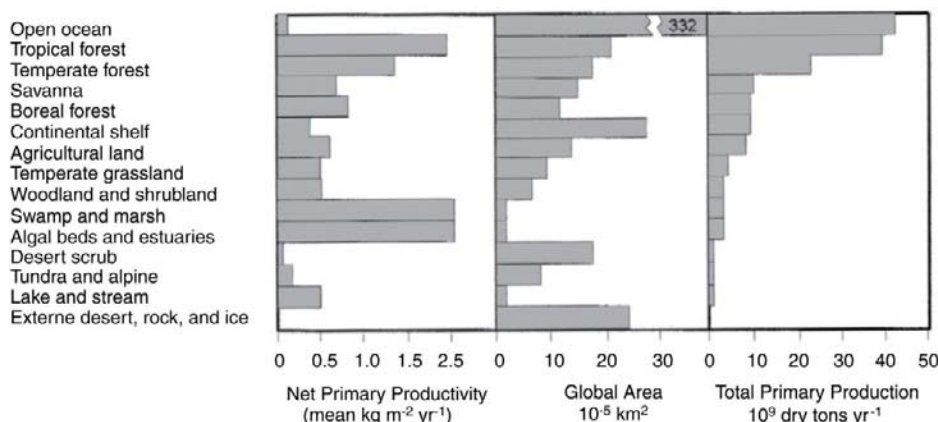 Open ocean
Tropical forest
Temperate forest
Savanna
Boreal forest
Continental shelf
Agricultural land
Temperate grassland
Woodland and shrubland
Swamp and marsh
Algal beds and estuaries
Desert scrub
Tundra and alpine
Lake and stream
Externe desert, rock, and ice
332
0 0.5 1.0 1.5 2.5
0 10 20 30
0 10 20 30 40 50
Net Primary Productivity
(mean kg m⁻² yr⁻¹)
Global Area
10⁻⁵ km²
Total Primary Production
10⁹ dry tons yr⁻¹